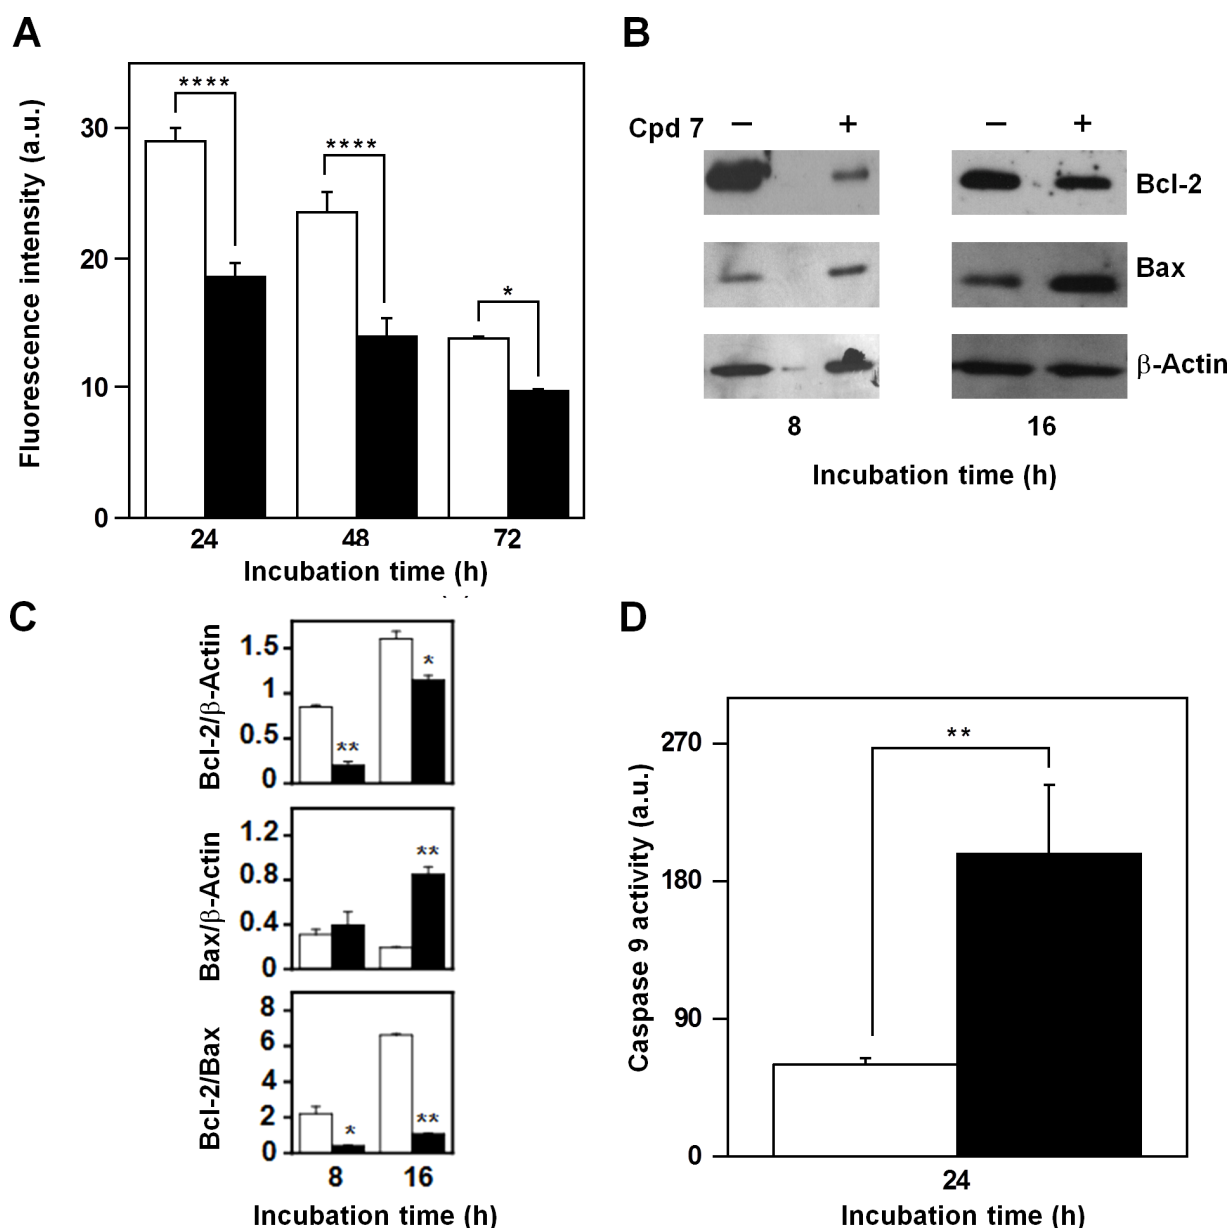 A
Fluorescence intensity (a.u.)
30
20
10
0
****
****
*
24 48 72
Incubation time (h)
B
Cpd 7 – + – +
Bcl-2
Bax
β-Actin
8 16
Incubation time (h)
C
Bcl-2/β-Actin
1.5
1
0.5
0
**
*
Bax/β-Actin
1.2
0.8
0.4
0
**
Bcl-2/Bax
8
6
4
2
0
*
**
8 16
Incubation time (h)
D
Caspase 9 activity (a.u.)
270
180
90
0
**
24
Incubation time (h)